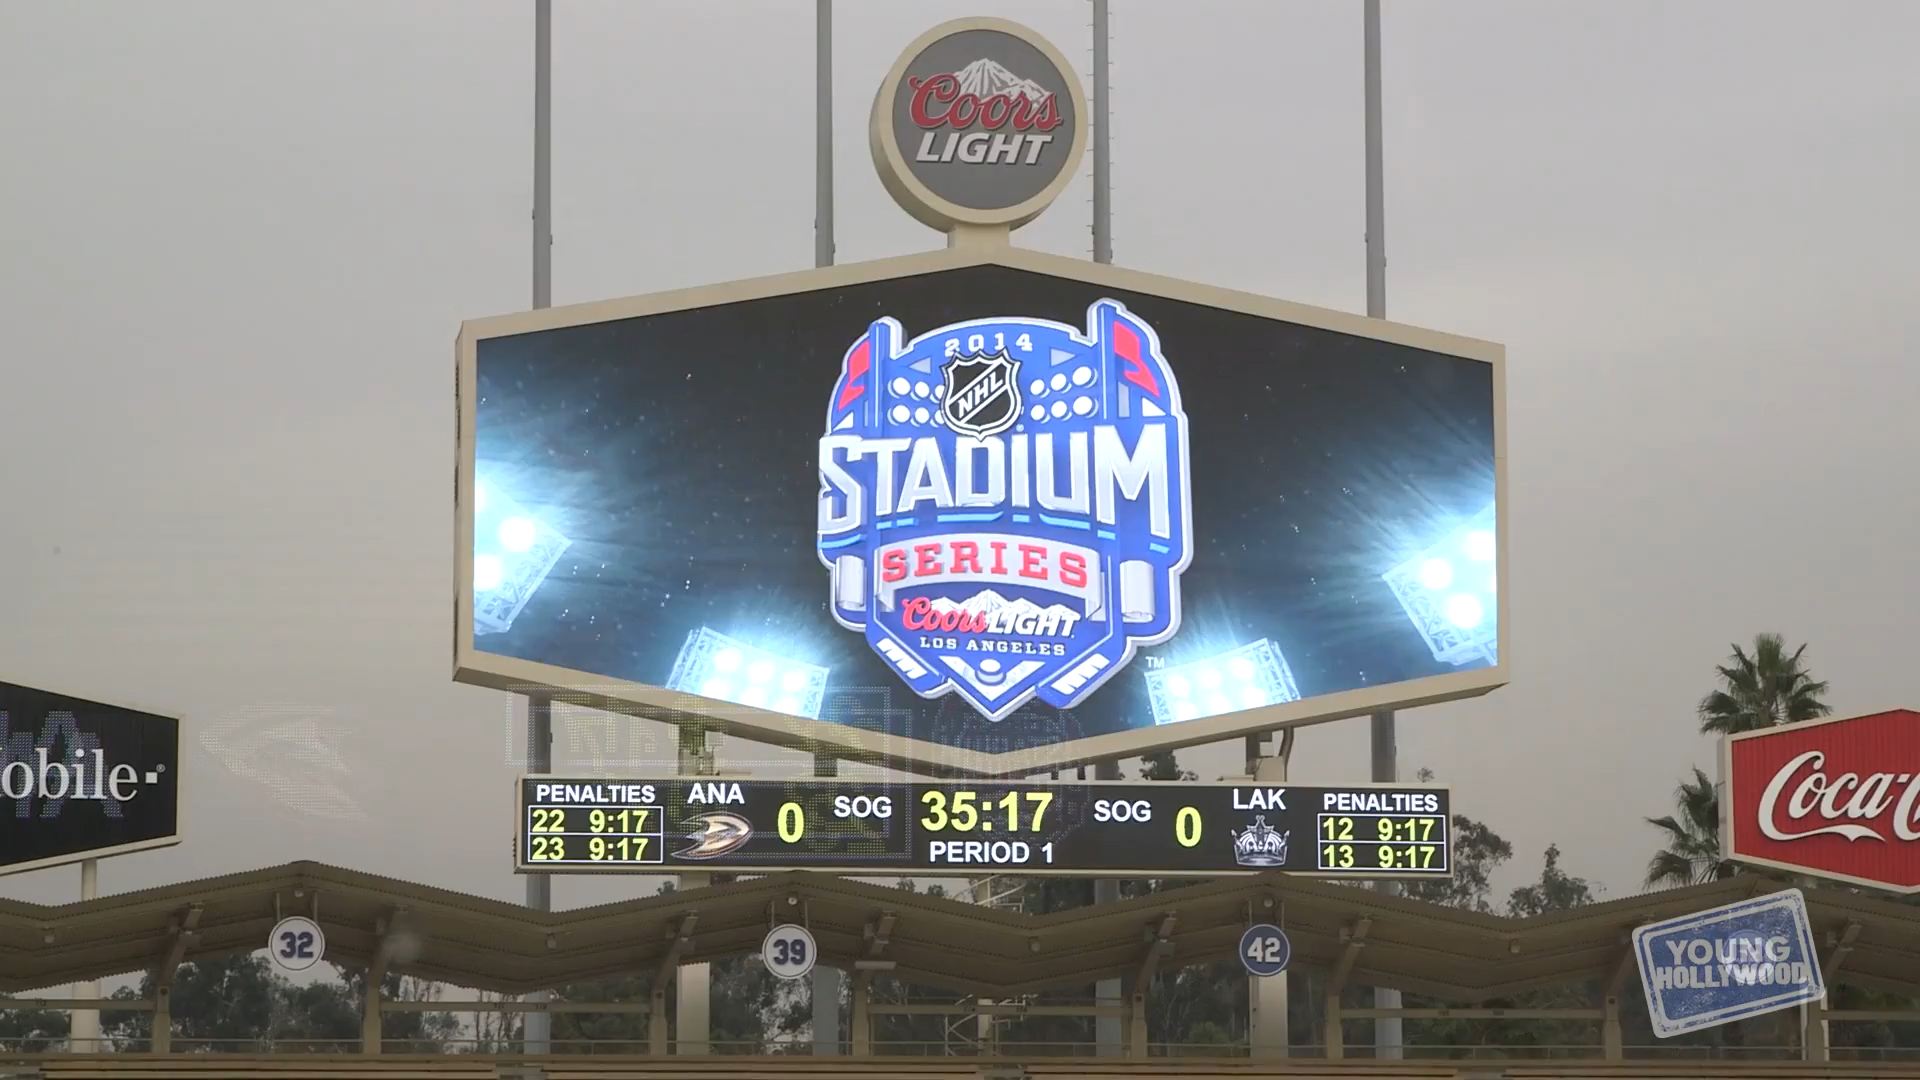 Coors
LIGHT
2014
NHL
STADIUM
SERIES
Coors LIGHT
LOS ANGELES
TM
obile®
Coca-C
PENALTIES
22 9:17
23 9:17
ANA
0
SOG
35:17
PERIOD 1
SOG
0
LAK
PENALTIES
12 9:17
13 9:17
32
39
42
YOUNG
HOLLYWOOD